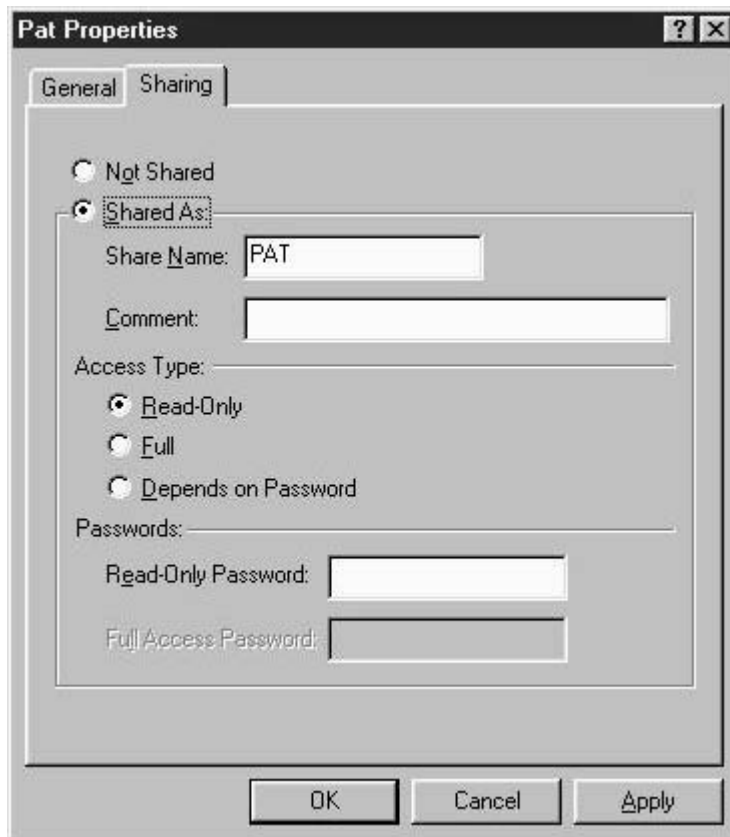 Pat Properties
General Sharing
Not Shared
Shared As:
Share Name: PAT
Comment:
Access Type:
Read-Only
Full
Depends on Password
Passwords:
Read-Only Password:
Full Access Password:
OK Cancel Apply